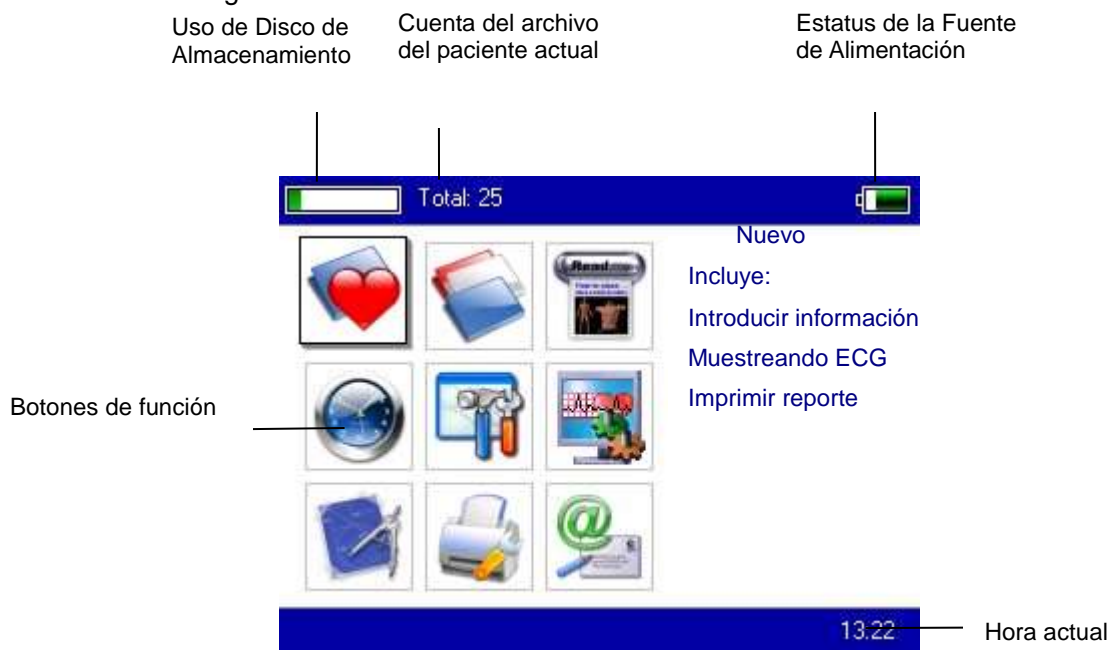 Uso de Disco de
Almacenamiento
Cuenta del archivo
del paciente actual
Estatus de la Fuente
de Alimentación
Total: 25
Nuevo
Incluye:
Introducir información
Muestreando ECG
Imprimir reporte
Botones de función
13:22
Hora actual